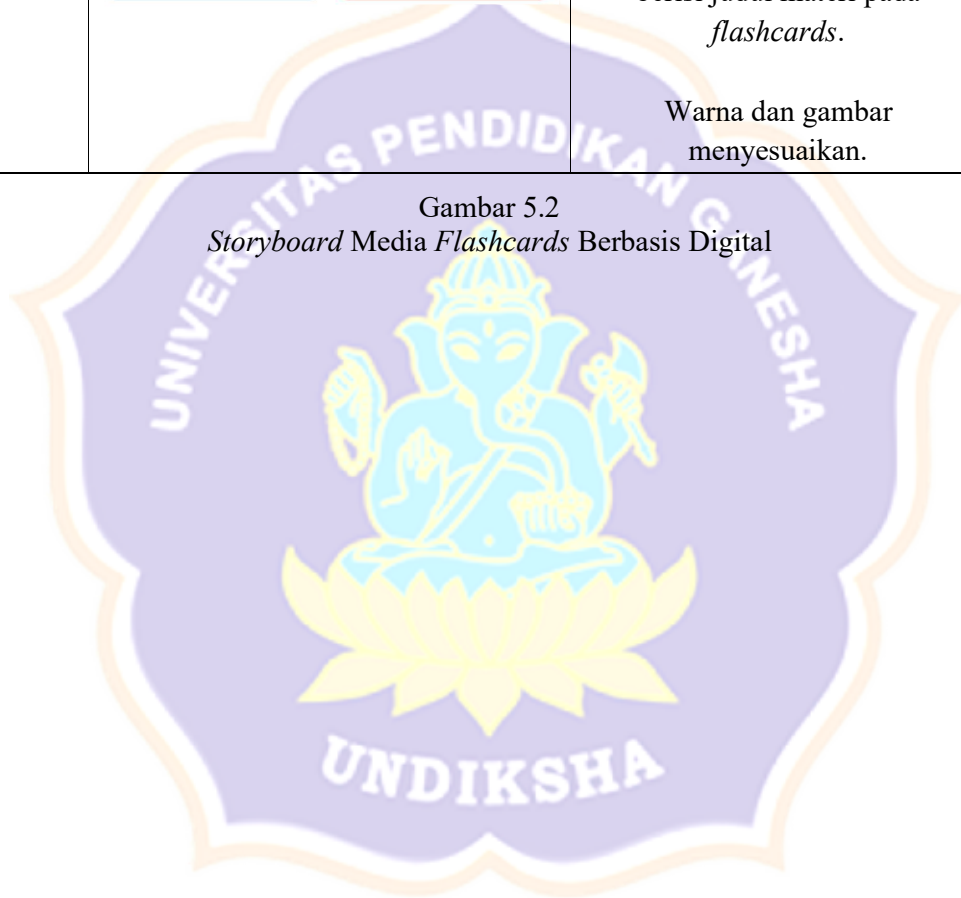 flashcards.
Warna dan gambar
menyesuaikan.
Gambar 5.2
Storyboard Media Flashcards Berbasis Digital
UNIVERSITAS PENDIDIKAN GANESHA
UNDIKSHA